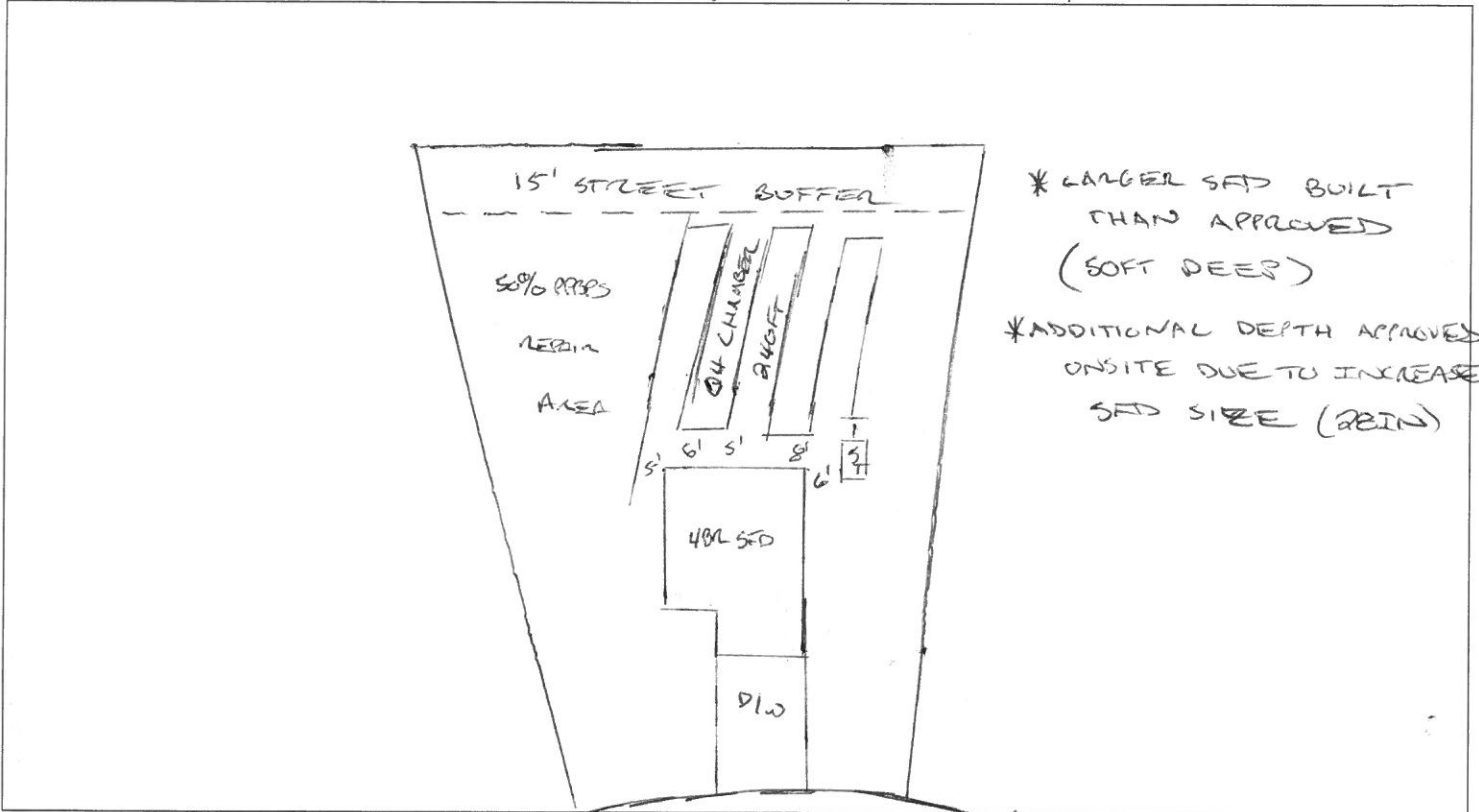 15' STREET BUFFER
* LARGER SFD BUILT
THAN APPROVED
(50FT DEEP)
*ADDITIONAL DEPTH APPROVED
ONSITE DUE TO INCREASE
SFD SIZE (28IN)
50% PPBPS
REPAIR
AREA
Q4 CHAMBER
240FT
5' 6' 5' 8' 6'
ST
4BR SFD
D/W